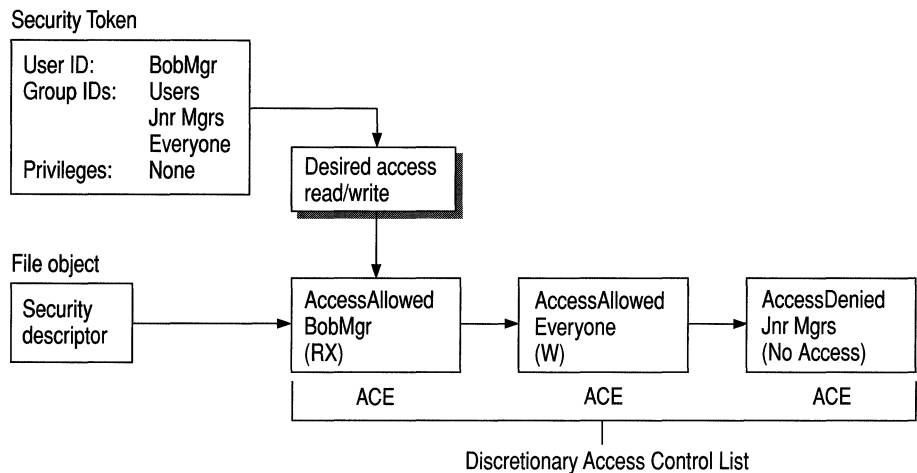 Security Token
User ID: BobMgr
Group IDs: Users
Jnr Mgrs
Everyone
Privileges: None
Desired access
read/write
File object
Security
descriptor
AccessAllowed
BobMgr
(RX)
AccessAllowed
Everyone
(W)
AccessDenied
Jnr Mgrs
(No Access)
ACE
ACE
ACE
Discretionary Access Control List